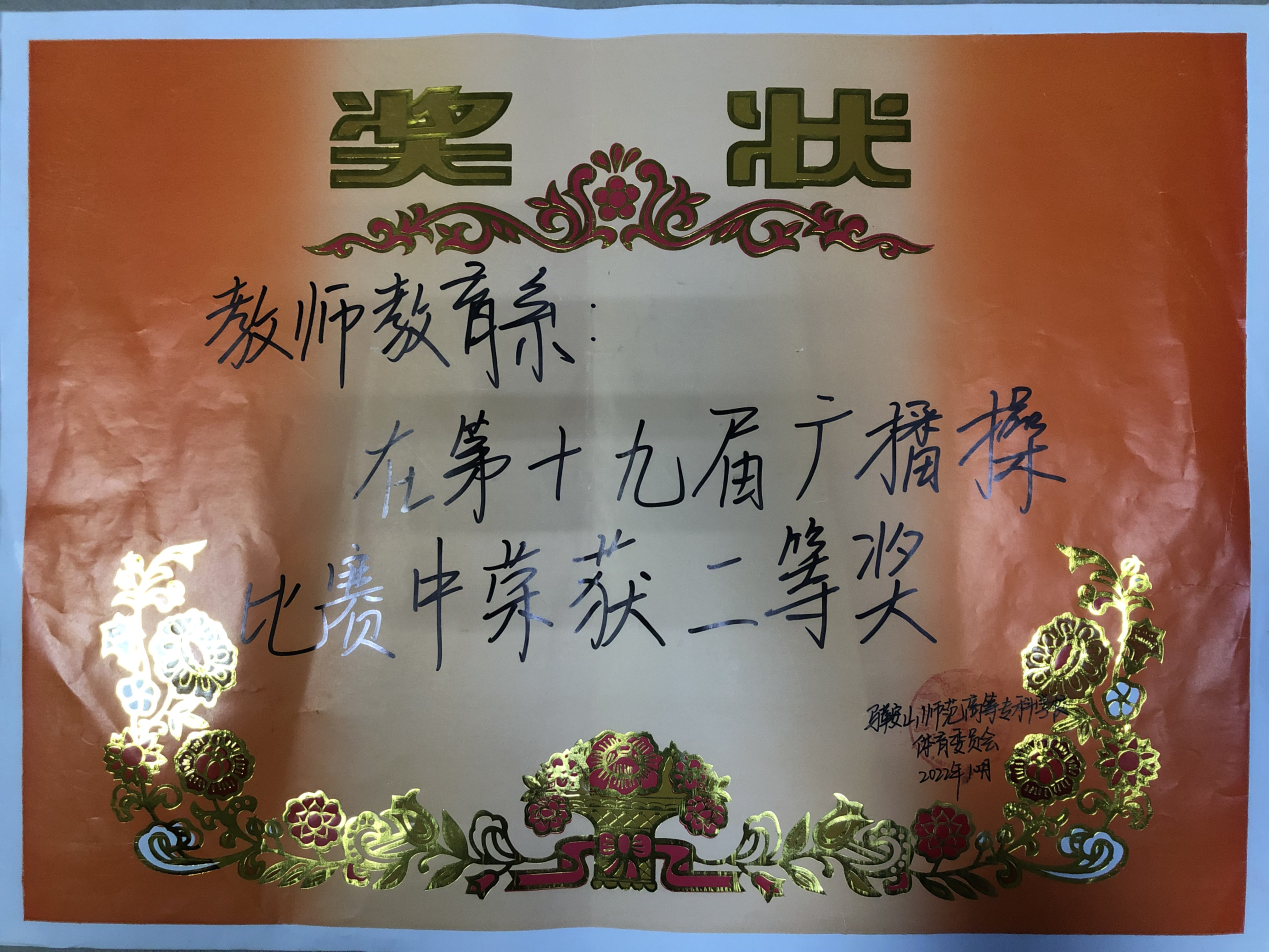 奖状
教师教育系:
在第十九届广播操
比赛中荣获二等奖
马鞍山师范高等专科学校
体育委员会
2022年10月